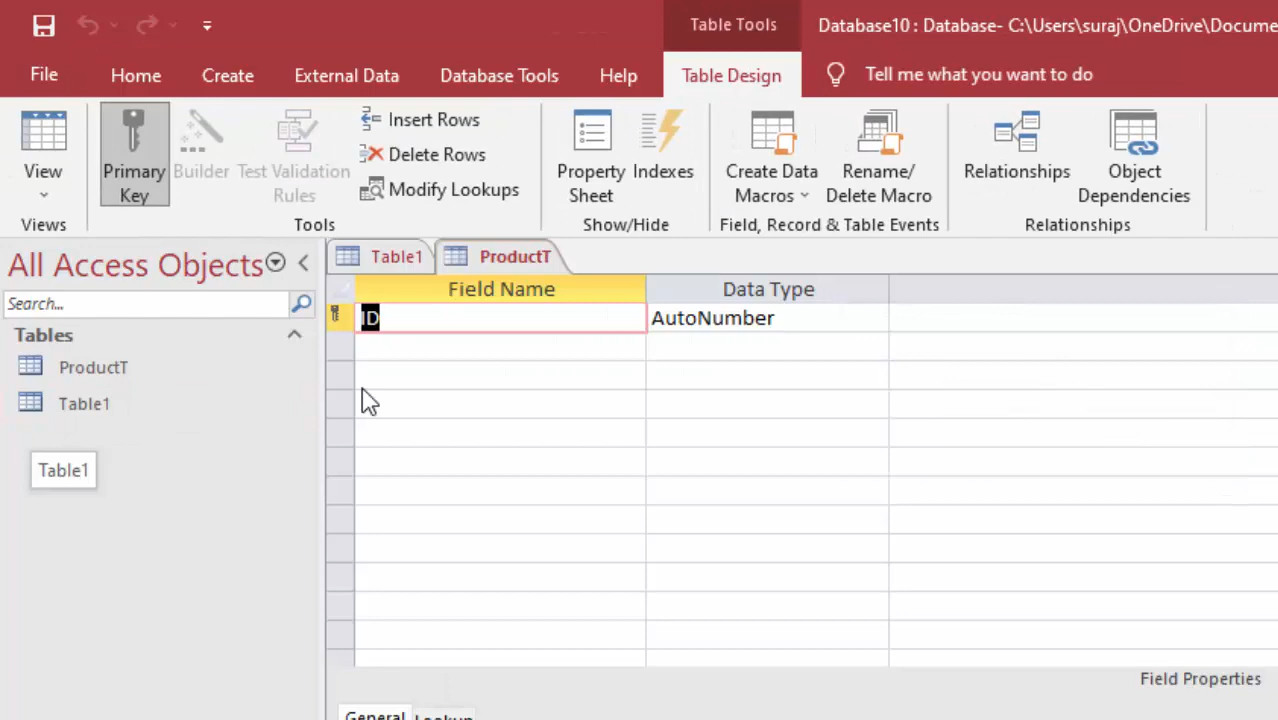 Table Tools
Database10 : Database- C:\Users\suraj\OneDrive\Docume
File
Home
Create
External Data
Database Tools
Help
Table Design
Tell me what you want to do
View
Primary
Key
Builder
Test Validation
Rules
Insert Rows
Delete Rows
Modify Lookups
Property
Sheet
Indexes
Create Data
Macros
Rename/
Delete Macro
Relationships
Object
Dependencies
Views
Tools
Show/Hide
Field, Record & Table Events
Relationships
All Access Objects
Search...
Tables
ProductT
Table1
Table1
Table1
ProductT
Field Name
Data Type
ID
AutoNumber
Field Properties
General
Lookup